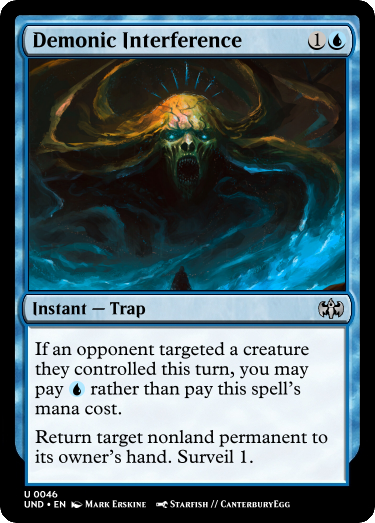 Demonic Interference 1
Instant — Trap
If an opponent targeted a creature
they controlled this turn, you may
pay rather than pay this spell's
mana cost.
Return target nonland permanent to
its owner's hand. Surveil 1.
U 0046
UND • EN Mark Erskine Starfish // CanterburyEgg